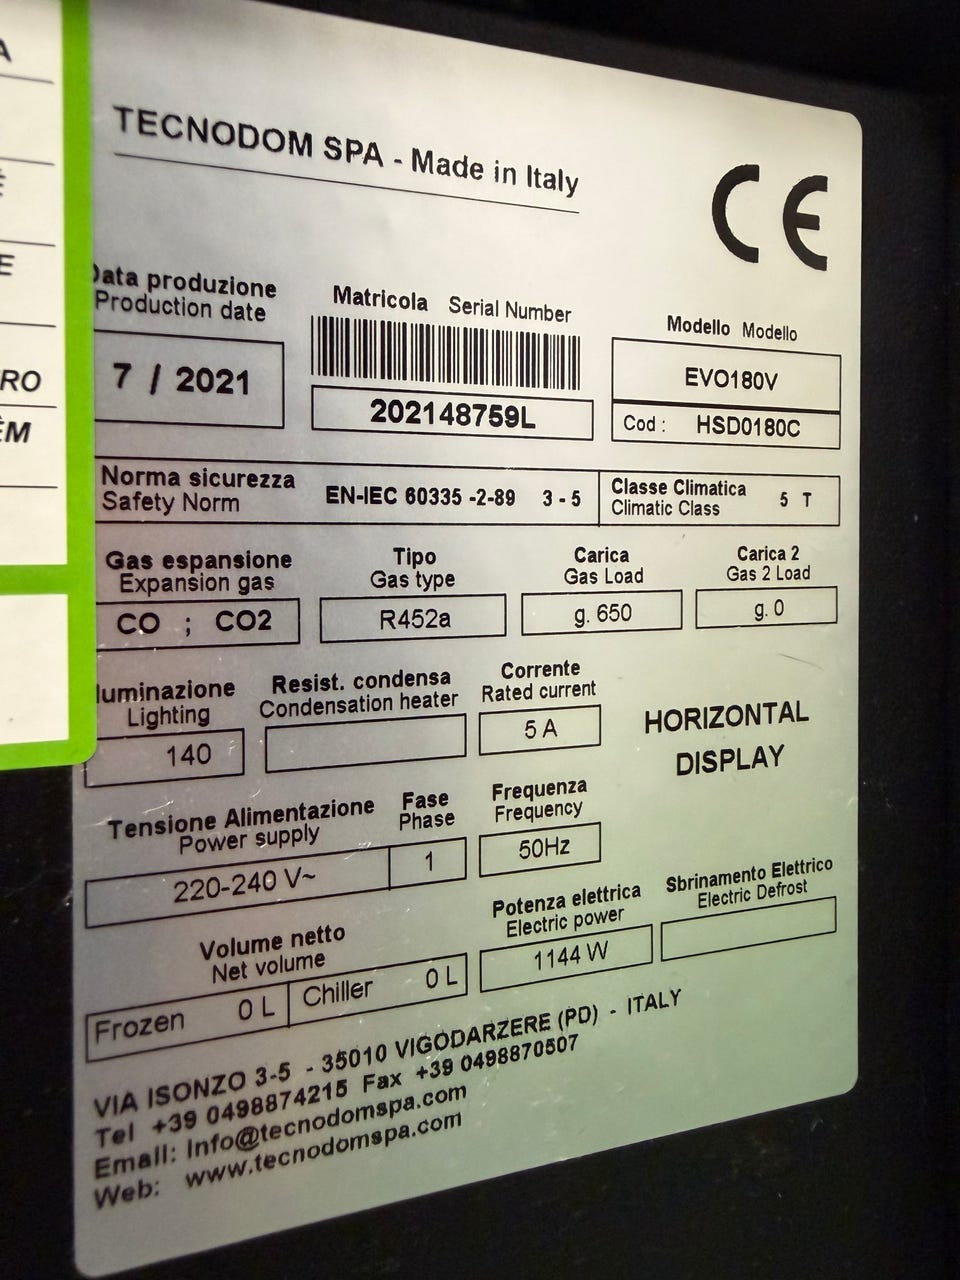 TECNODOM SPA - Made in Italy
CE
Data produzione
Production date
7 / 2021
Matricola Serial Number
202148759L
Modello Modello
EVO180V
Cod : HSD0180C
Norma sicurezza
Safety Norm
EN-IEC 60335 -2-89 3 - 5
Classe Climatica
Climatic Class
5 T
Gas espansione
Expansion gas
CO ; CO2
Tipo
Gas type
R452a
Carica
Gas Load
g. 650
Carica 2
Gas 2 Load
g. 0
luminazione
Lighting
140
Resist. condensa
Condensation heater
Corrente
Rated current
5 A
HORIZONTAL
DISPLAY
Tensione Alimentazione
Power supply
220-240 V~
Fase
Phase
1
Frequenza
Frequency
50Hz
Volume netto
Net volume
Frozen 0 L
Chiller 0 L
Potenza elettrica
Electric power
1144 W
Sbrinamento Elettrico
Electric Defrost
VIA ISONZO 3-5 - 35010 VIGODARZERE (PD) - ITALY
Tel +39 0498874215 Fax +39 0498870507
Email: Info@tecnodomspa.com
Web: www.tecnodomspa.com